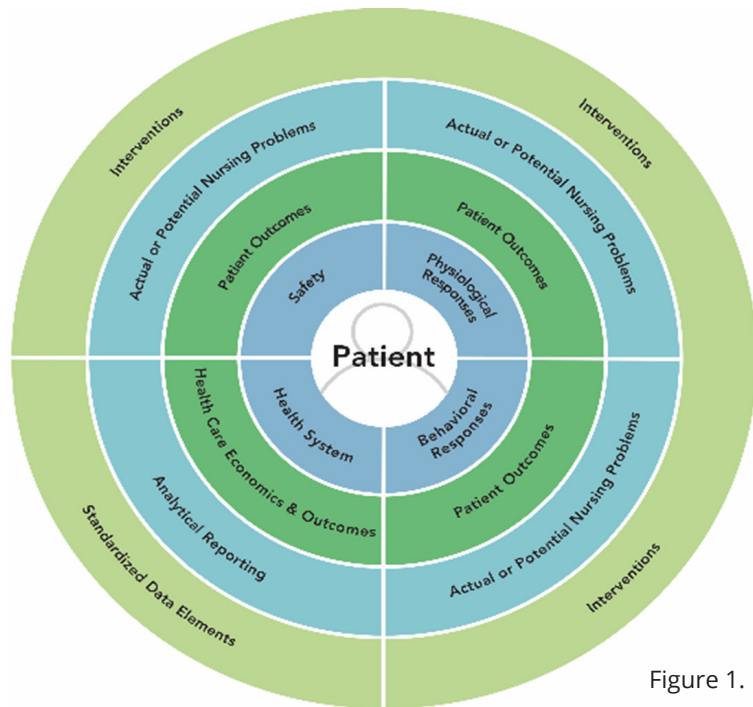 Interventions
Interventions
Actual or Potential Nursing Problems
Actual or Potential Nursing Problems
Patient Outcomes
Patient Outcomes
Safety
Physiological
Responses
Patient
Health System
Behavioral
Responses
Health Care Economics & Outcomes
Patient Outcomes
Analytical Reporting
Actual or Potential Nursing Problems
Standardized Data Elements
Interventions
Figure 1.